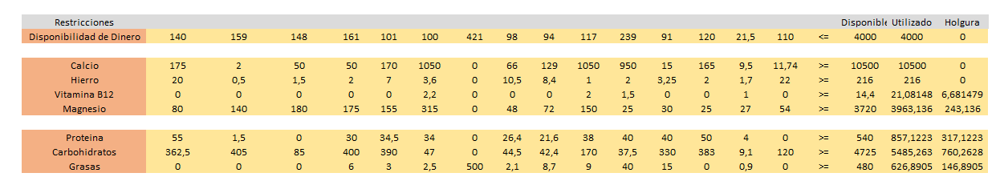 Restricciones Disponible Utilizado Holgura
Disponibilidad de Dinero 140 159 148 161 101 100 421 98 94 117 239 91 120 21,5 110 <= 4000 4000 0
Calcio 175 2 50 50 170 1050 0 66 129 1050 950 15 165 9,5 11,74 >= 10500 10500 0
Hierro 20 0,5 1,5 2 7 3,6 0 10,5 8,4 1 2 3,25 2 1,7 22 >= 216 216 0
Vitamina B12 0 0 0 0 0 2,2 0 0 0 2 1,5 0 0 1 0 >= 14,4 21,08148 6,681479
Magnesio 80 140 180 175 155 315 0 48 72 150 25 30 25 27 54 >= 3720 3963,136 243,136
Proteina 55 1,5 0 30 34,5 34 0 26,4 21,6 38 40 40 50 4 0 >= 540 857,1223 317,1223
Carbohidratos 362,5 405 85 400 390 47 0 44,5 42,4 170 37,5 330 383 9,1 120 >= 4725 5485,263 760,2628
Grasas 0 0 0 6 3 2,5 500 2,1 8,7 9 40 15 0 0,9 0 >= 480 626,8905 146,8905